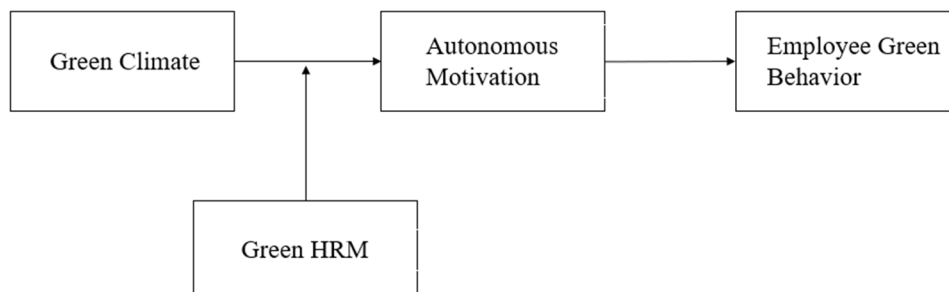 Green Climate
Autonomous
Motivation
Employee Green
Behavior
Green HRM